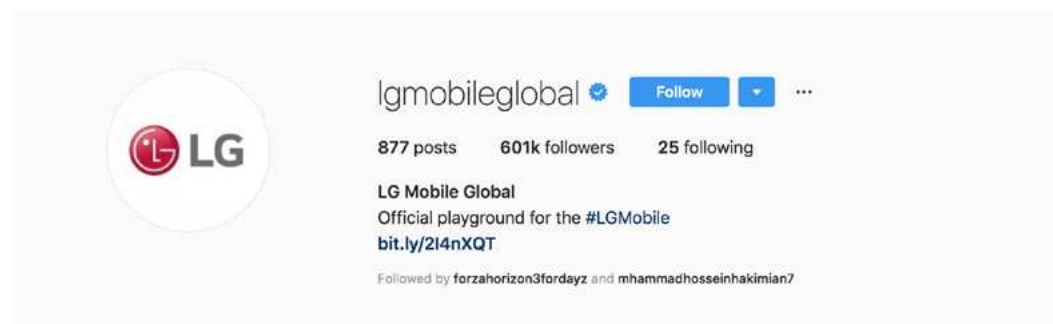 LG
lgmobileglobal Follow ...
877 posts 601k followers 25 following
LG Mobile Global
Official playground for the #LGMobile
bit.ly/2I4nXQT
Followed by forzahorizon3fordayz and mhammadhosseinhakimian7